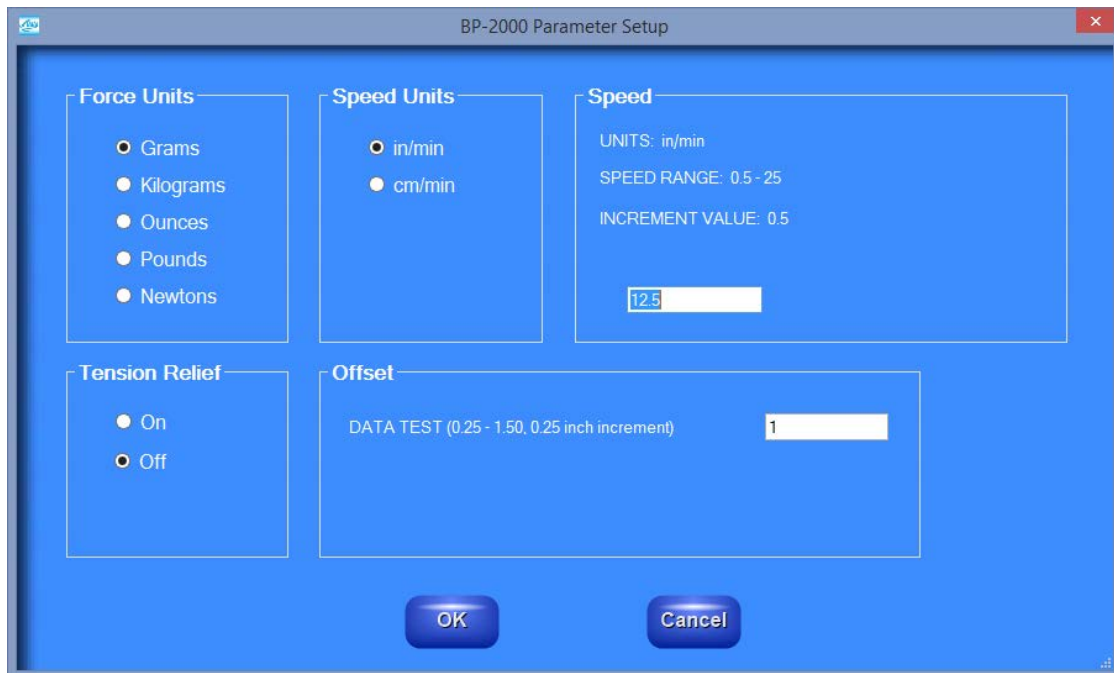 BP-2000 Parameter Setup
Force Units
Grams
Kilograms
Ounces
Pounds
Newtons
Speed Units
in/min
cm/min
Speed
UNITS: in/min
SPEED RANGE: 0.5 - 25
INCREMENT VALUE: 0.5
12.5
Tension Relief
On
Off
Offset
DATA TEST (0.25 - 1.50, 0.25 inch increment)
1
OK
Cancel